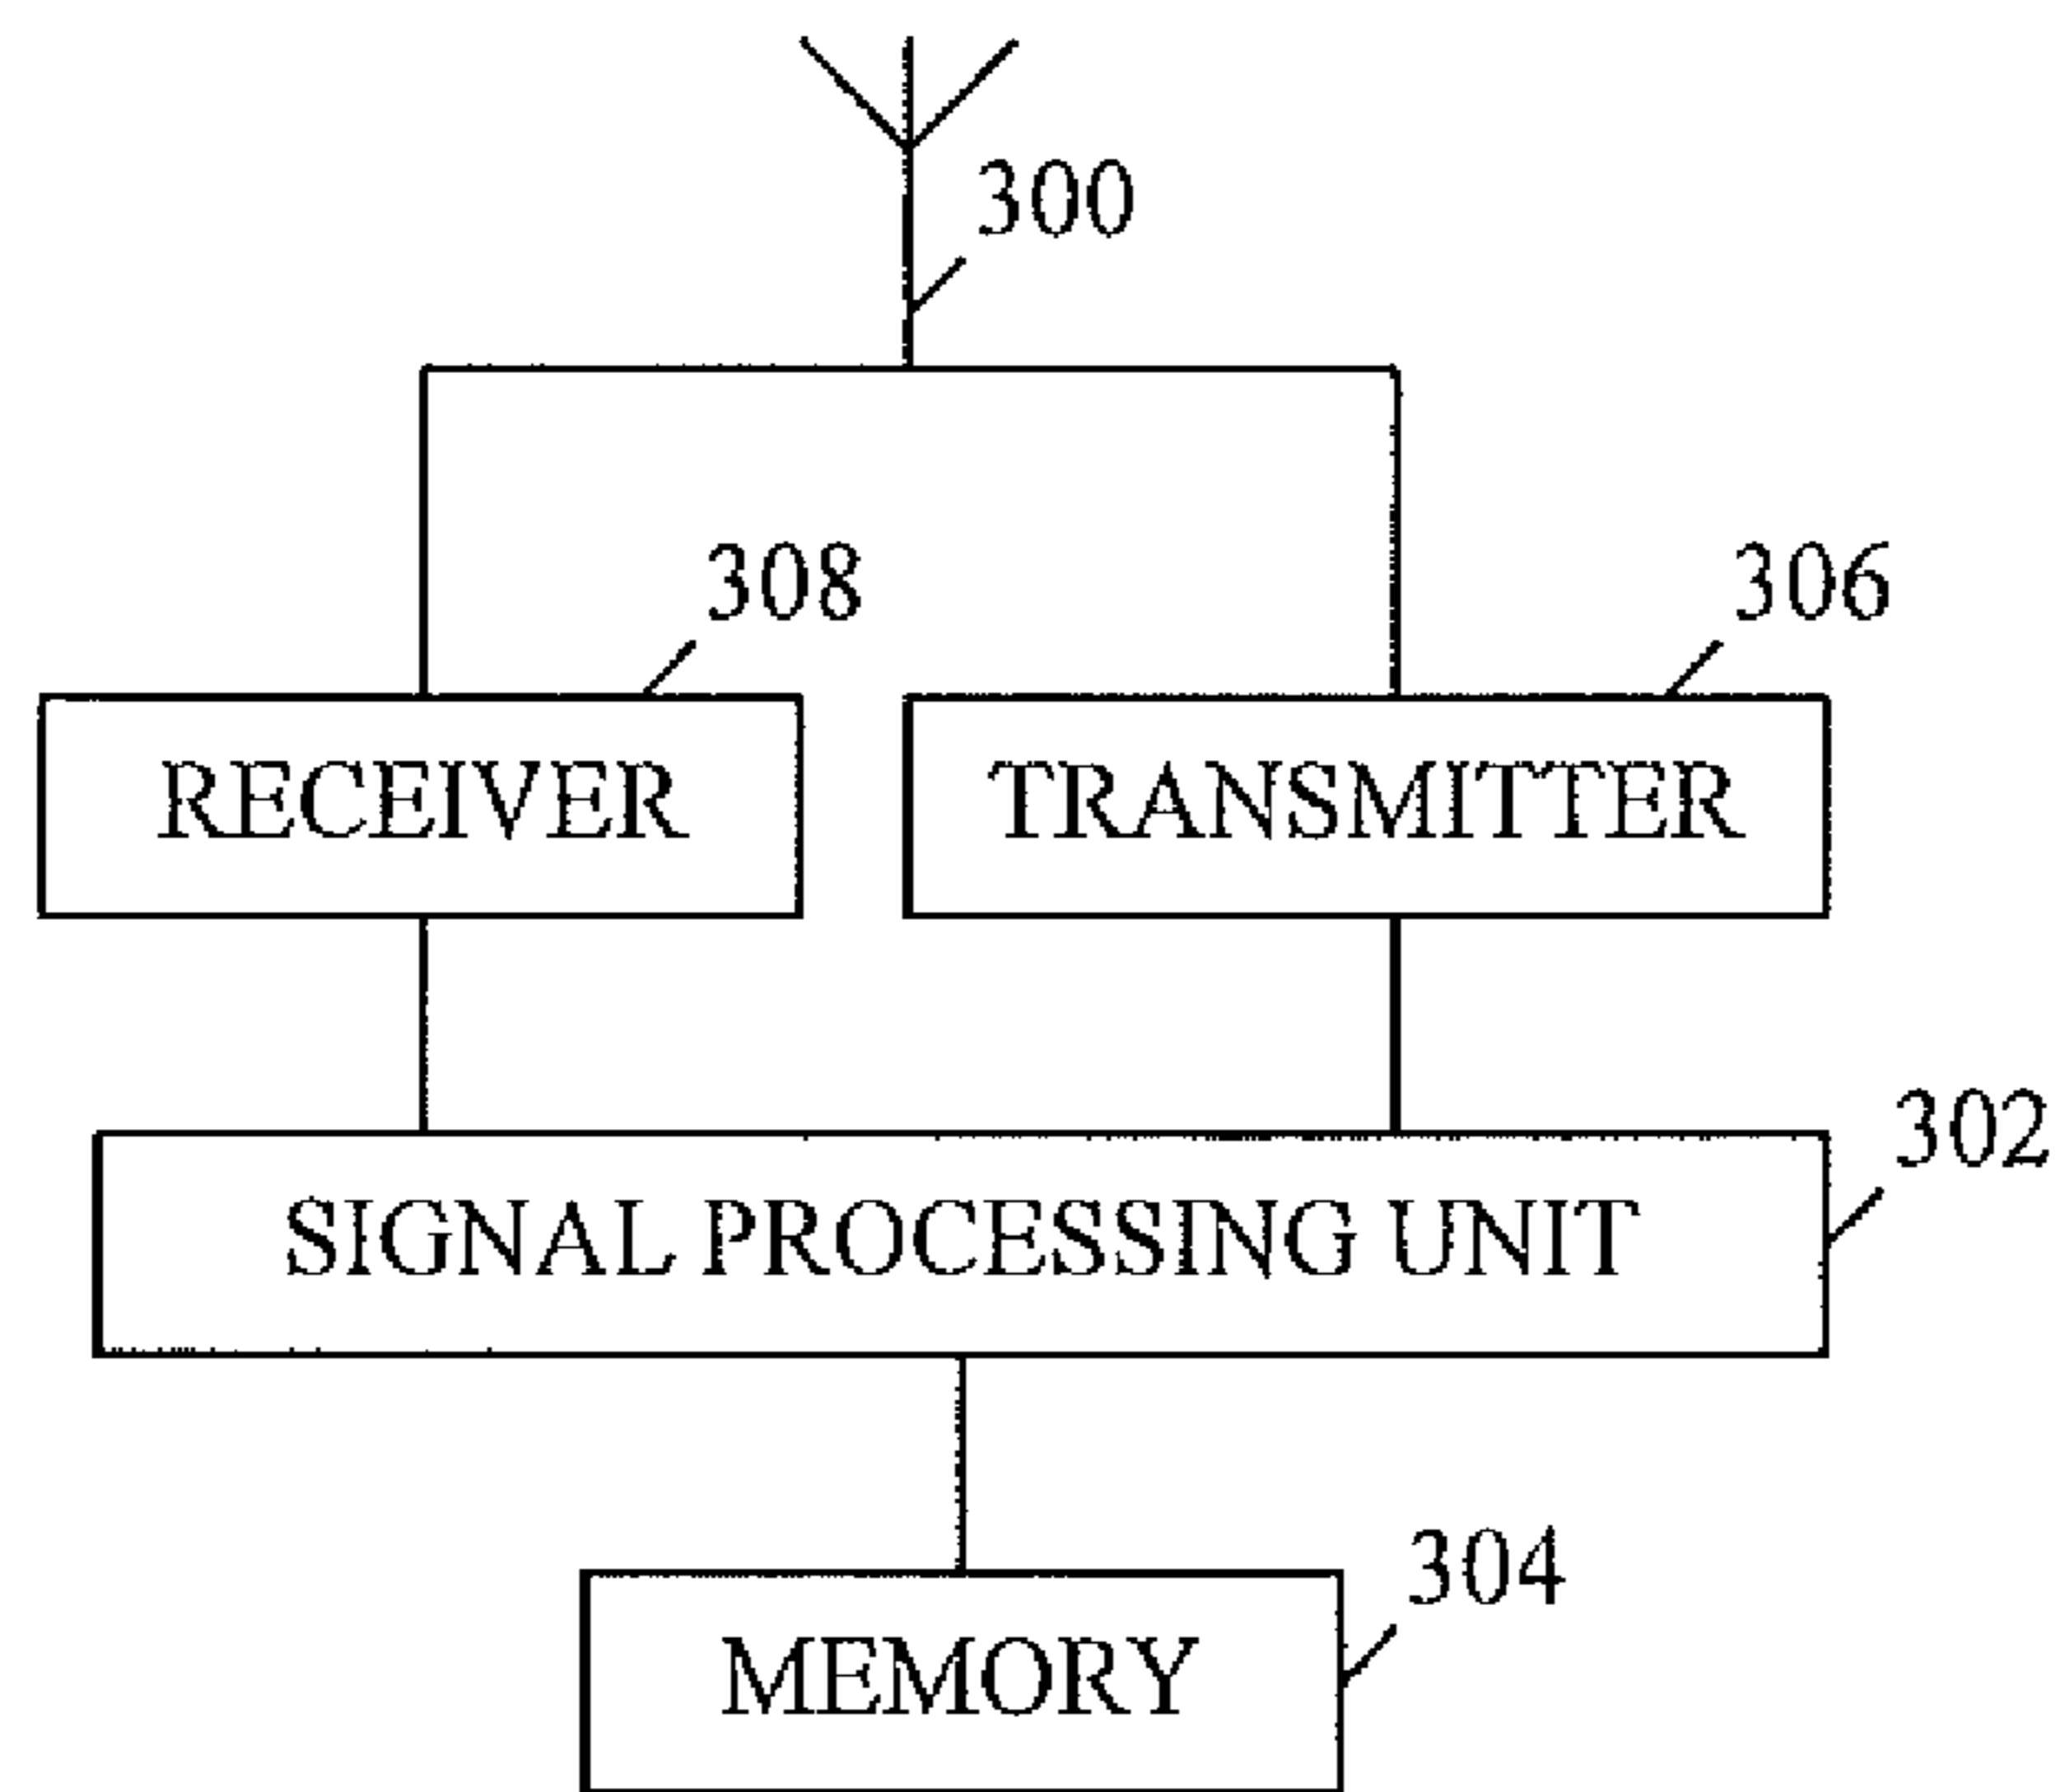 300
308
306
RECEIVER
TRANSMITTER
302
SIGNAL PROCESSING UNIT
304
MEMORY